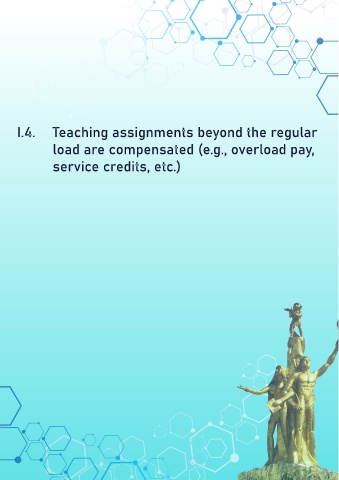 I.4. Teaching assignments beyond the regular
load are compensated (e.g., overload pay,
service credits, etc.)